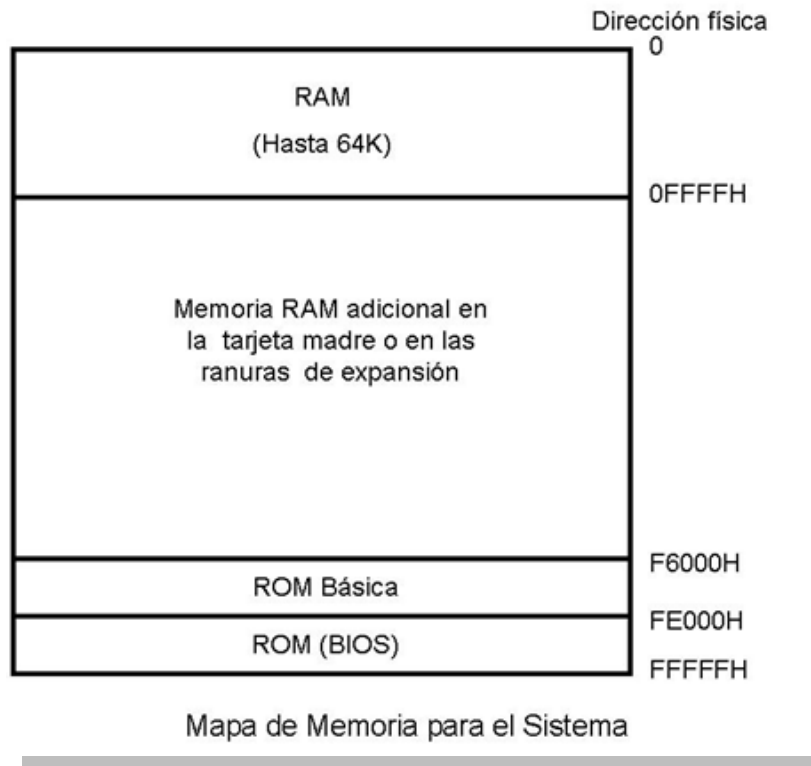 Dirección física
0
RAM
(Hasta 64K)
0FFFFH
Memoria RAM adicional en
la tarjeta madre o en las
ranuras de expansión
F6000H
ROM Básica
FE000H
ROM (BIOS)
FFFFFH
Mapa de Memoria para el Sistema